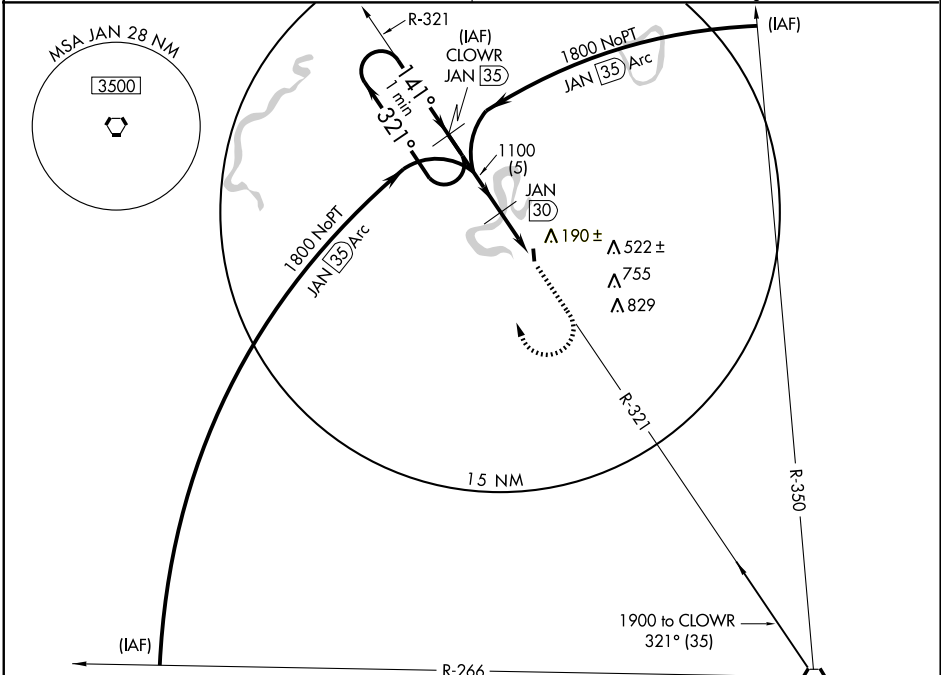 MSA JAN 28 NM
3500
R-321
(IAF)
CLOWR
JAN 35
141°
1 min
321°
1800 NoPT
JAN 35 Arc
(IAF)
1100
(5)
JAN
30
190 ±
522 ±
755
829
1800 NoPT
JAN 35 Arc
R-321
15 NM
R-350
1900 to CLOWR
321° (35)
(IAF)
R-266